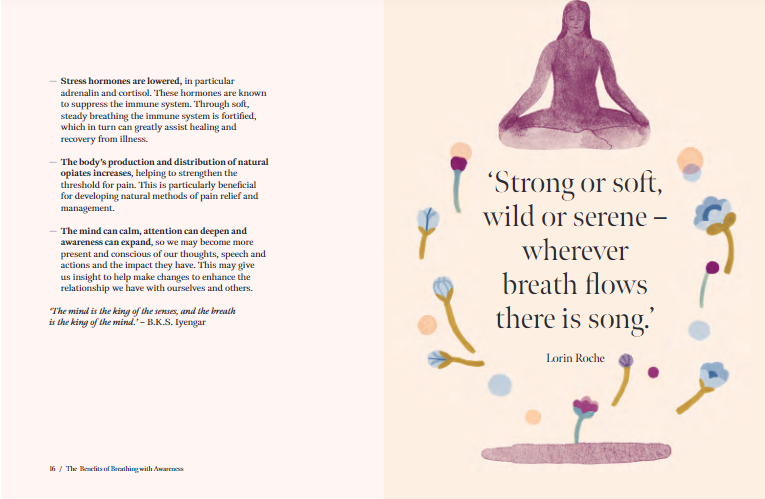 — Stress hormones are lowered, in particular
adrenalin and cortisol. These hormones are known
to suppress the immune system. Through soft,
steady breathing the immune system is fortified,
which in turn can greatly assist healing and
recovery from illness.
— The body's production and distribution of natural
opiates increases, helping to strengthen the
threshold for pain. This is particularly beneficial
for developing natural methods of pain relief and
management.
— The mind can calm, attention can deepen and
awareness can expand, so we may become more
present and conscious of our thoughts, speech and
actions and the impact they have. This may give
us insight to help make changes to enhance the
relationship we have with ourselves and others.
‘The mind is the king of the senses, and the breath
is the king of the mind.’ – B.K.S. Iyengar
16 / The Benefits of Breathing with Awareness
‘Strong or soft,
wild or serene –
wherever
breath flows
there is song.’
Lorin Roche